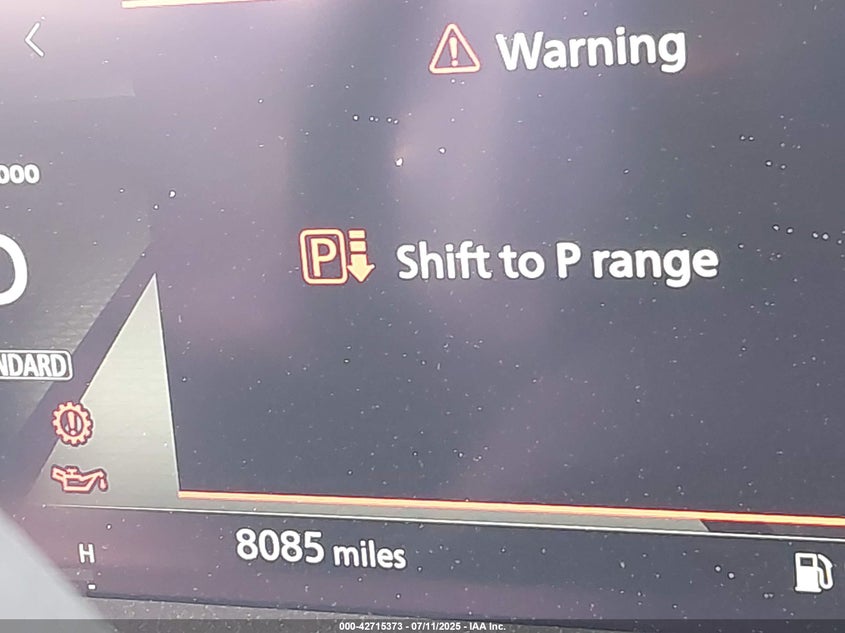 Warning
000
P Shift to P range
NDARD
H 8085 miles
000-42715373 - 07/11/2025 - IAA Inc.